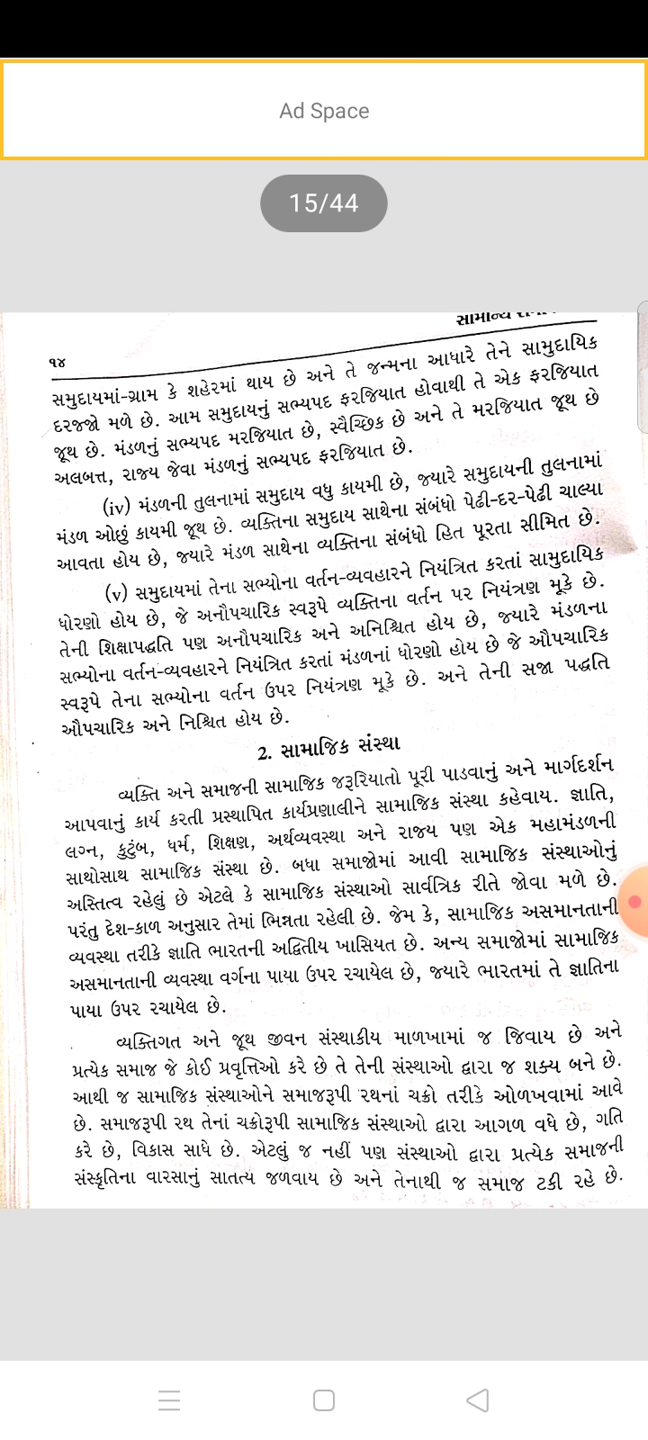 Ad Space
15/44
સામાન્ય
૧૪
સમુદાયમાં-ગ્રામ કે શહેરમાં થાય છે અને તે જન્મના આધારે તેને સામુદાયિક
દરજ્જો મળે છે. આમ સમુદાયનું સભ્યપદ ફરજિયાત હોવાથી તે એક ફરજિયાત
જૂથ છે. મંડળનું સભ્યપદ મરજિયાત છે, સ્વૈચ્છિક છે અને તે મરજિયાત જૂથ છે
અલબત્ત, રાજ્ય જેવા મંડળનું સભ્યપદ ફરજિયાત છે.
(iv) મંડળની તુલનામાં સમુદાય વધુ કાયમી છે, જ્યારે સમુદાયની તુલનામાં
મંડળ ઓછું કાયમી જૂથ છે. વ્યક્તિના સમુદાય સાથેના સંબંધો પેઢી-દર-પેઢી ચાલ્યા
આવતા હોય છે, જ્યારે મંડળ સાથેના વ્યક્તિના સંબંધો હિત પૂરતા સીમિત છે.
(v) સમુદાયમાં તેના સભ્યોના વર્તન-વ્યવહારને નિયંત્રિત કરતાં સામુદાયિક
ધોરણો હોય છે, જે અનૌપચારિક સ્વરૂપે વ્યક્તિના વર્તન પર નિયંત્રણ મૂકે છે.
તેની શિક્ષાપદ્ધતિ પણ અનૌપચારિક અને અનિશ્ચિત હોય છે, જ્યારે મંડળના
સભ્યોના વર્તન-વ્યવહારને નિયંત્રિત કરતાં મંડળનાં ધોરણો હોય છે જે ઔપચારિક
સ્વરૂપે તેના સભ્યોના વર્તન ઉપર નિયંત્રણ મૂકે છે. અને તેની સજા પદ્ધતિ
ઔપચારિક અને નિશ્ચિત હોય છે.
2. સામાજિક સંસ્થા
વ્યક્તિ અને સમાજની સામાજિક જરૂરિયાતો પૂરી પાડવાનું અને માર્ગદર્શન
આપવાનું કાર્ય કરતી પ્રસ્થાપિત કાર્યપ્રણાલીને સામાજિક સંસ્થા કહેવાય. જ્ઞાતિ,
લગ્ન, કુટુંબ, ધર્મ, શિક્ષણ, અર્થવ્યવસ્થા અને રાજ્ય પણ એક મહામંડળની
સાથોસાથ સામાજિક સંસ્થા છે. બધા સમાજોમાં આવી સામાજિક સંસ્થાઓનું
અસ્તિત્વ રહેલું છે એટલે કે સામાજિક સંસ્થાઓ સાર્વત્રિક રીતે જોવા મળે છે.
પરંતુ દેશ-કાળ અનુસાર તેમાં ભિન્નતા રહેલી છે. જેમ કે, સામાજિક અસમાનતાની
વ્યવસ્થા તરીકે જ્ઞાતિ ભારતની અદ્વિતીય ખાસિયત છે. અન્ય સમાજોમાં સામાજિક
અસમાનતાની વ્યવસ્થા વર્ગના પાયા ઉપર રચાયેલ છે, જ્યારે ભારતમાં તે જ્ઞાતિના
પાયા ઉપર રચાયેલ છે.
વ્યક્તિગત અને જૂથ જીવન સંસ્થાકીય માળખામાં જ જિવાય છે અને
પ્રત્યેક સમાજ જે કોઈ પ્રવૃત્તિઓ કરે છે તે તેની સંસ્થાઓ દ્વારા જ શક્ય બને છે.
આથી જ સામાજિક સંસ્થાઓને સમાજરૂપી રથનાં ચક્રો તરીકે ઓળખવામાં આવે
છે. સમાજરૂપી રથ તેનાં ચક્રોરૂપી સામાજિક સંસ્થાઓ દ્વારા આગળ વધે છે, ગતિ
કરે છે, વિકાસ સાધે છે. એટલું જ નહીં પણ સંસ્થાઓ દ્વારા પ્રત્યેક સમાજની
સંસ્કૃતિના વારસાનું સાતત્ય જળવાય છે અને તેનાથી જ સમાજ ટકી રહે છે.